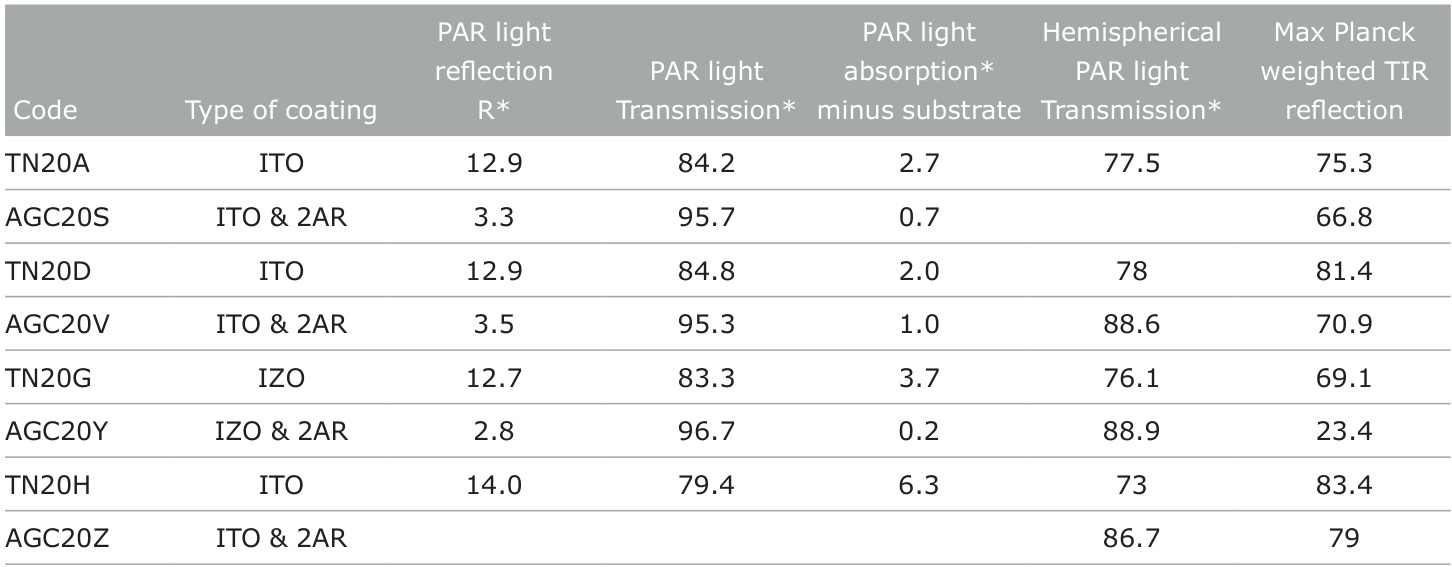 PAR light PAR light Hemispherical Max Planck
reflection PAR light absorption* PAR light weighted TIR
Code Type of coating R* Transmission* minus substrate Transmission* reflection
TN20A ITO 12.9 84.2 2.7 77.5 75.3
AGC20S ITO & 2AR 3.3 95.7 0.7 66.8
TN20D ITO 12.9 84.8 2.0 78 81.4
AGC20V ITO & 2AR 3.5 95.3 1.0 88.6 70.9
TN20G IZO 12.7 83.3 3.7 76.1 69.1
AGC20Y IZO & 2AR 2.8 96.7 0.2 88.9 23.4
TN20H ITO 14.0 79.4 6.3 73 83.4
AGC20Z ITO & 2AR 86.7 79